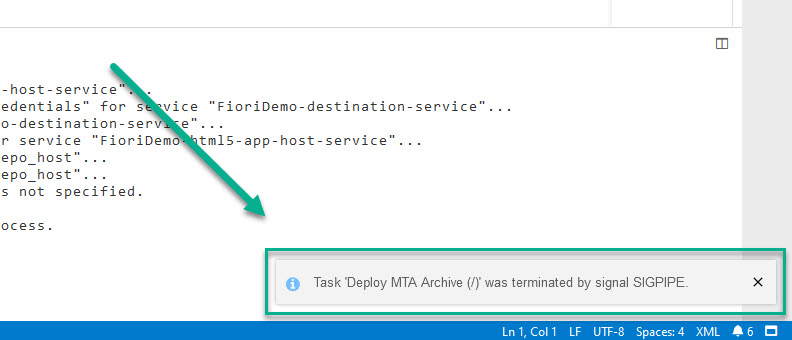 -host-service"...
edentials" for service "FioriDemo-destination-service"...
o-destination-service"...
r service "FioriDemo-html5-app-host-service"...
epo_host"...
epo_host"...
s not specified.
ocess.
Task 'Deploy MTA Archive (/)' was terminated by signal SIGPIPE.
Ln 1, Col 1 LF UTF-8 Spaces: 4 XML 6